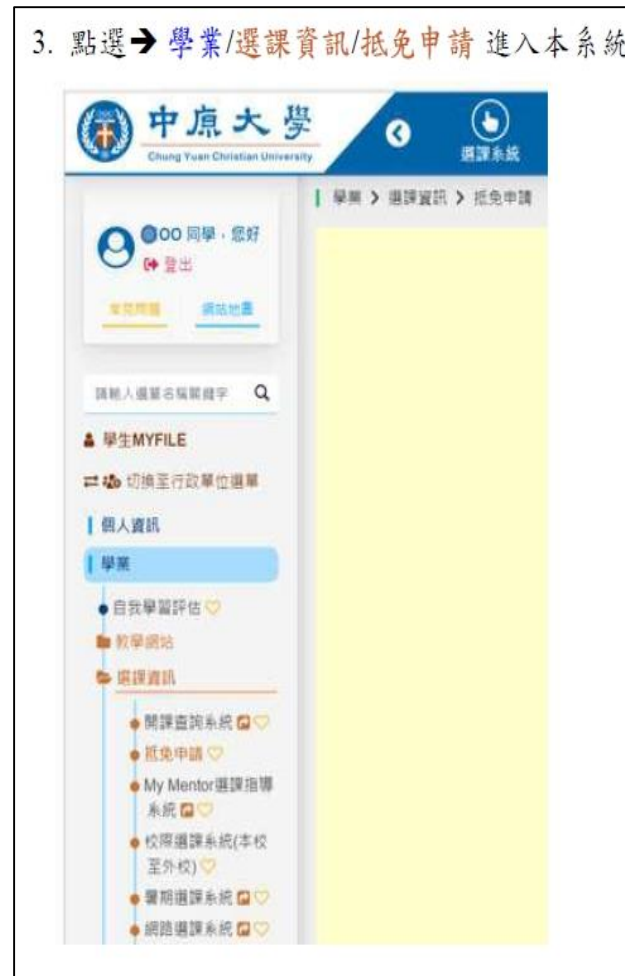 3. 點選➔ 學業/選課資訊/抵免申請 進入本系統
中原大學
Chung Yuan Christian University
選課系統
學業 > 選課資訊 > 抵免申請
OO 同學，您好
登出
常見問題 網站地圖
請輸入選單名稱關鍵字
學生MYFILE
切換至行政單位選單
個人資訊
學業
自我學習評估
教學網站
選課資訊
開課查詢系統
抵免申請
My Mentor選課指導
系統
校際選課系統(本校
至外校)
暑期選課系統
網路選課系統